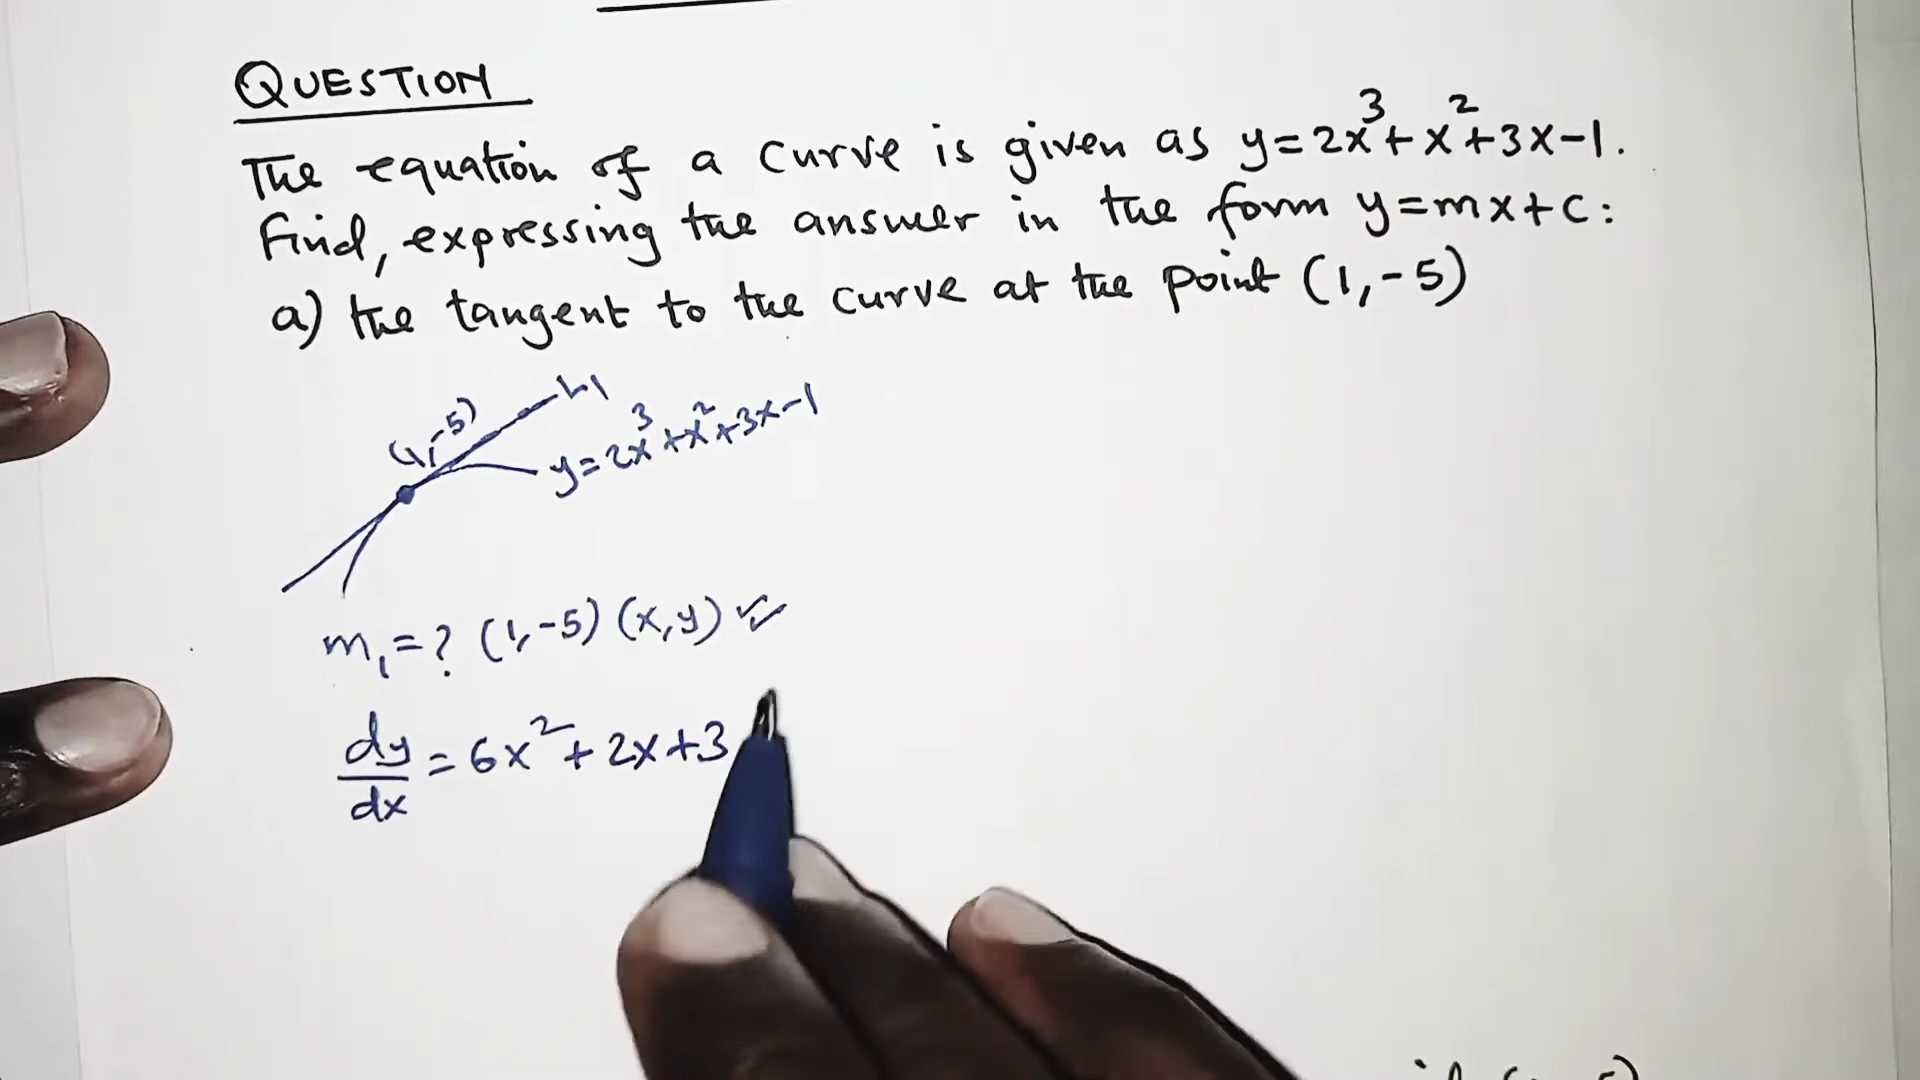 QUESTION
The equation of a curve is given as y=2x³+x²+3x-1.
Find, expressing the answer in the form y=mx+c:
a) the tangent to the curve at the point (1,-5)
(1,-5) L1
y=2x³+x²+3x-1
m₁=? (1,-5) (x,y)
dy/dx = 6x²+2x+3